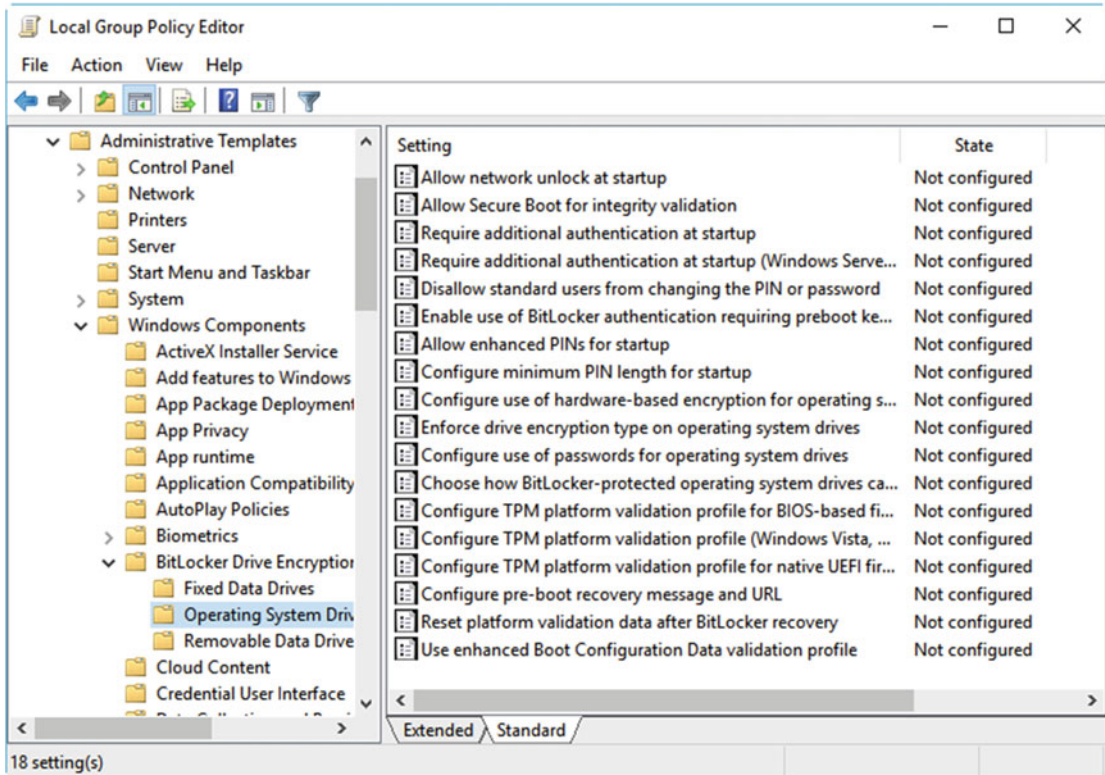 Local Group Policy Editor
File Action View Help
Administrative Templates
Control Panel
Network
Printers
Server
Start Menu and Taskbar
System
Windows Components
ActiveX Installer Service
Add features to Windows
App Package Deployment
App Privacy
App runtime
Application Compatibility
AutoPlay Policies
Biometrics
BitLocker Drive Encryption
Fixed Data Drives
Operating System Driv
Removable Data Drive
Cloud Content
Credential User Interface
Setting State
Allow network unlock at startup Not configured
Allow Secure Boot for integrity validation Not configured
Require additional authentication at startup Not configured
Require additional authentication at startup (Windows Serve... Not configured
Disallow standard users from changing the PIN or password Not configured
Enable use of BitLocker authentication requiring preboot ke... Not configured
Allow enhanced PINs for startup Not configured
Configure minimum PIN length for startup Not configured
Configure use of hardware-based encryption for operating s... Not configured
Enforce drive encryption type on operating system drives Not configured
Configure use of passwords for operating system drives Not configured
Choose how BitLocker-protected operating system drives ca... Not configured
Configure TPM platform validation profile for BIOS-based fi... Not configured
Configure TPM platform validation profile (Windows Vista, ... Not configured
Configure TPM platform validation profile for native UEFI fir... Not configured
Configure pre-boot recovery message and URL Not configured
Reset platform validation data after BitLocker recovery Not configured
Use enhanced Boot Configuration Data validation profile Not configured
Extended Standard
18 setting(s)